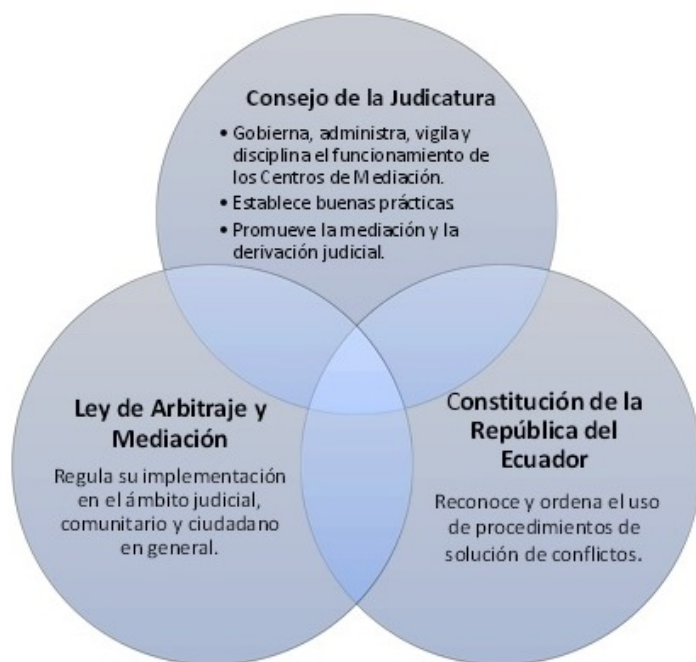 Consejo de la Judicatura
• Gobierna, administra, vigila y
disciplina el funcionamiento de
los Centros de Mediación.
• Establece buenas prácticas.
• Promueve la mediación y la
derivación judicial.
Ley de Arbitraje y
Mediación
Regula su implementación
en el ámbito judicial,
comunitario y ciudadano
en general.
Constitución de la
República del
Ecuador
Reconoce y ordena el uso
de procedimientos de
solución de conflictos.